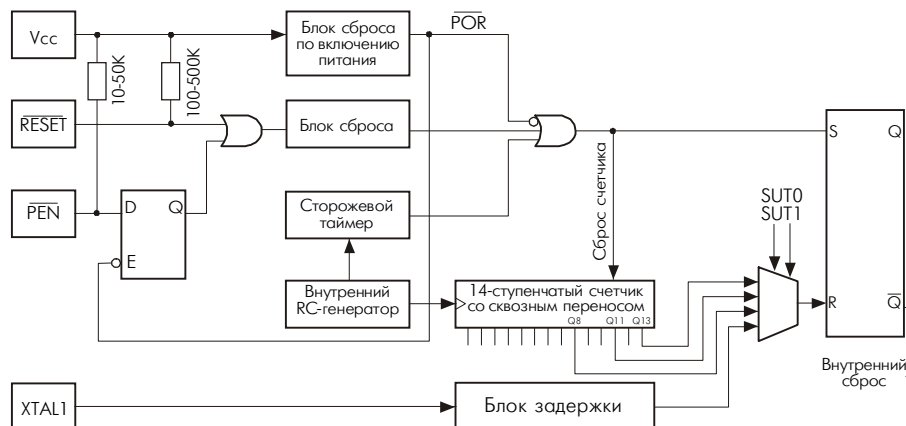 Vcc
Блок сброса
по включению
питания
POR
10-50K
100-500K
RESET
Блок сброса
S
Q
PEN
D
Q
E
Сторожевой
таймер
Сброс счетчика
SUT0
SUT1
Внутренний
RC-генератор
14-ступенчатый счетчик
со сквозным переносом
Q8
Q11
Q13
R
Q
Внутренний
сброс
XTAL1
Блок задержки